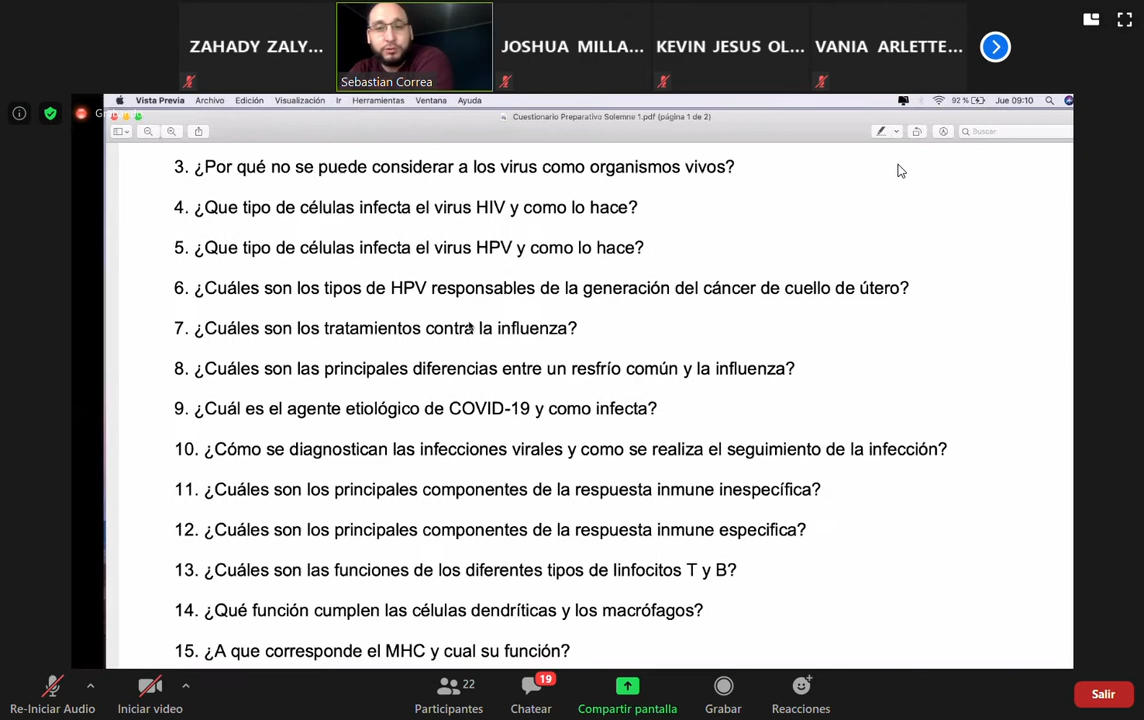 ZAHADY ZALY...
Sebastian Correa
JOSHUA MILLA...
KEVIN JESUS OL...
VANIA ARLETTE...
Vista Previa Archivo Edición Visualización Ir Herramientas Ventana Ayuda
92 % Jue 09:10
Cuestionario Preparativo Solemne 1.pdf (página 1 de 2)
Buscar
3. ¿Por qué no se puede considerar a los virus como organismos vivos?
4. ¿Que tipo de células infecta el virus HIV y como lo hace?
5. ¿Que tipo de células infecta el virus HPV y como lo hace?
6. ¿Cuáles son los tipos de HPV responsables de la generación del cáncer de cuello de útero?
7. ¿Cuáles son los tratamientos contra la influenza?
8. ¿Cuáles son las principales diferencias entre un resfrío común y la influenza?
9. ¿Cuál es el agente etiológico de COVID-19 y como infecta?
10. ¿Cómo se diagnostican las infecciones virales y como se realiza el seguimiento de la infección?
11. ¿Cuáles son los principales componentes de la respuesta inmune inespecífica?
12. ¿Cuáles son los principales componentes de la respuesta inmune especifica?
13. ¿Cuáles son las funciones de los diferentes tipos de linfocitos T y B?
14. ¿Qué función cumplen las células dendríticas y los macrófagos?
15. ¿A que corresponde el MHC y cual su función?
22
19
Re-Iniciar Audio
Iniciar video
Participantes
Chatear
Compartir pantalla
Grabar
Reacciones
Salir